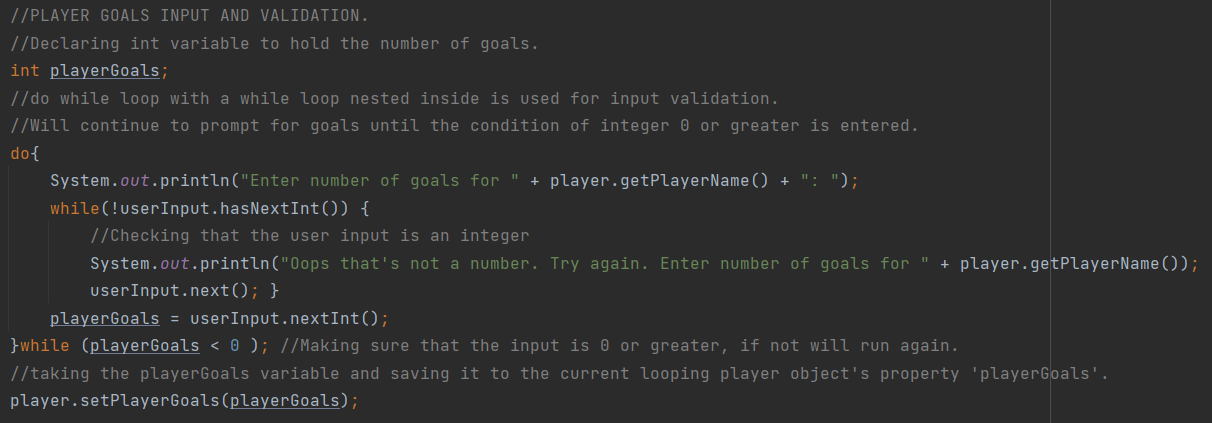 //PLAYER GOALS INPUT AND VALIDATION.
//Declaring int variable to hold the number of goals.
int playerGoals;
//do while loop with a while loop nested inside is used for input validation.
//Will continue to prompt for goals until the condition of integer 0 or greater is entered.
do{
    System.out.println("Enter number of goals for " + player.getPlayerName() + ": ");
    while(!userInput.hasNextInt()) {
        //Checking that the user input is an integer
        System.out.println("Oops that's not a number. Try again. Enter number of goals for " + player.getPlayerName());
        userInput.next(); }
    playerGoals = userInput.nextInt();
}while (playerGoals < 0 ); //Making sure that the input is 0 or greater, if not will run again.
//taking the playerGoals variable and saving it to the current looping player object's property 'playerGoals'.
player.setPlayerGoals(playerGoals);